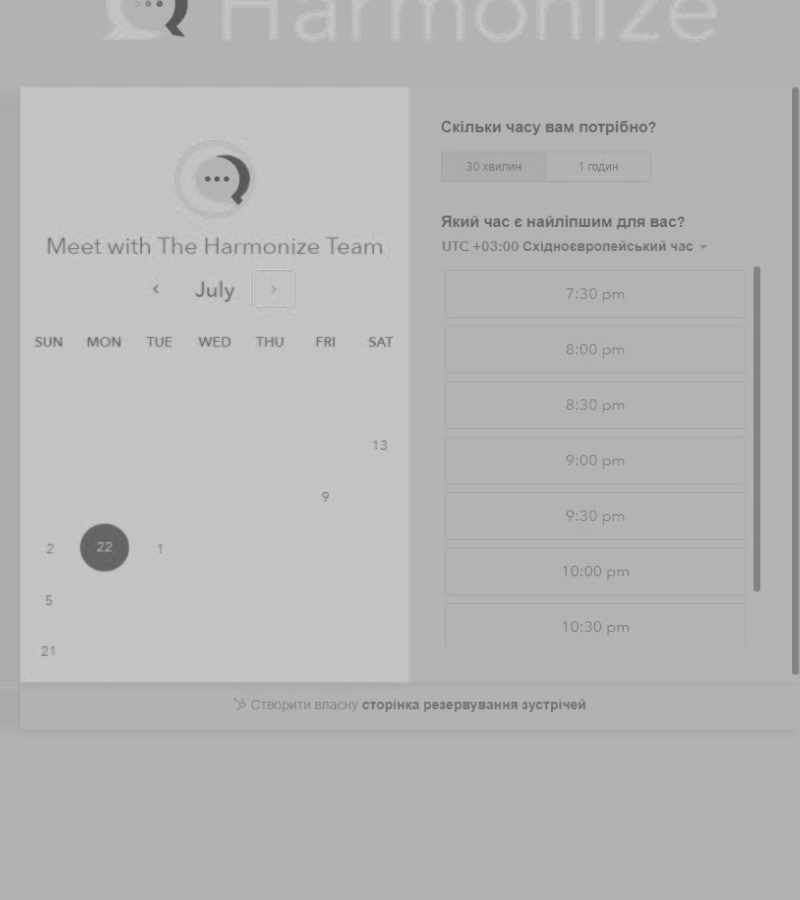 Harmonize
Meet with The Harmonize Team
July
SUN MON TUE WED THU FRI SAT
13
9
2 22 1
5
21
Скільки часу вам потрібно?
30 хвилин 1 годин
Який час є найліпшим для вас?
UTC +03:00 Східноєвропейський час
7:30 pm
8:00 pm
8:30 pm
9:00 pm
9:30 pm
10:00 pm
10:30 pm
Створити власну сторінка резервування зустрічей